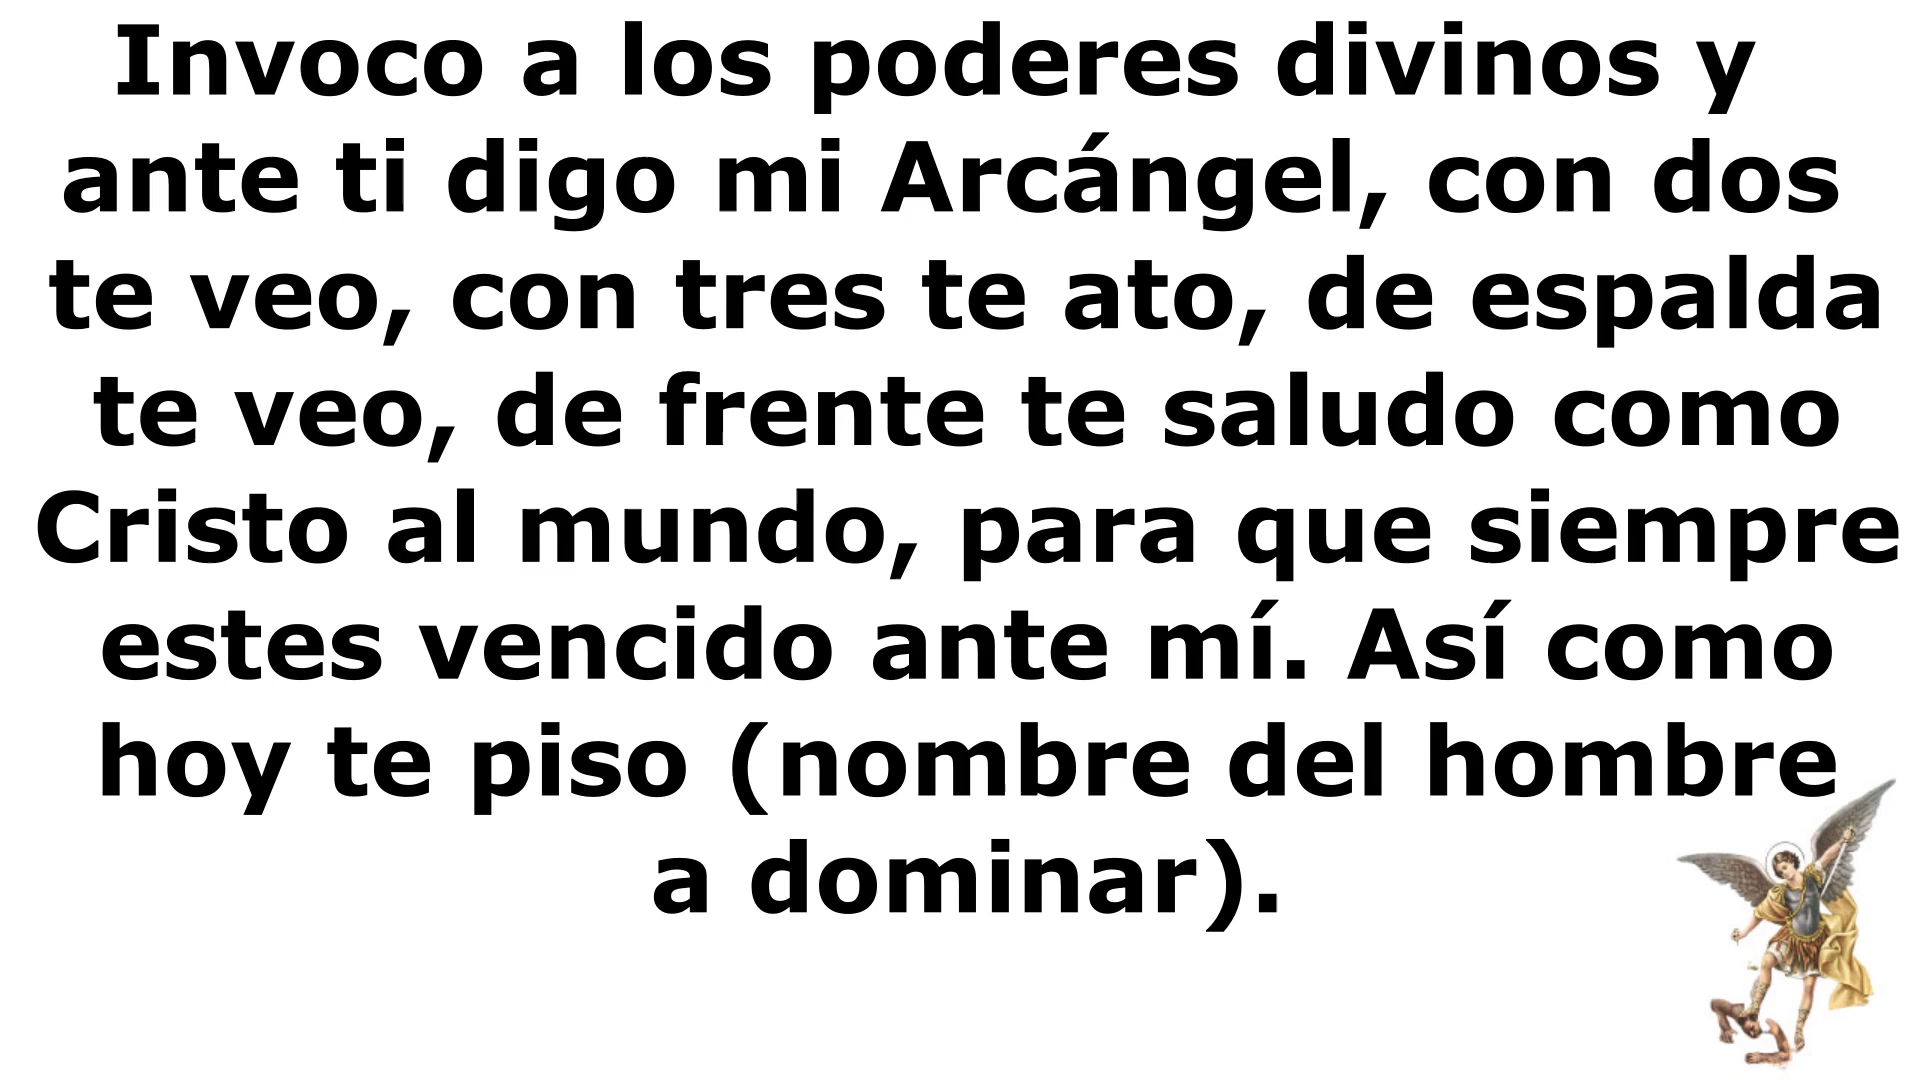 Invoco a los poderes divinos y
ante ti digo mi Arcángel, con dos
te veo, con tres te ato, de espalda
te veo, de frente te saludo como
Cristo al mundo, para que siempre
estes vencido ante mí. Así como
hoy te piso (nombre del hombre
a dominar).